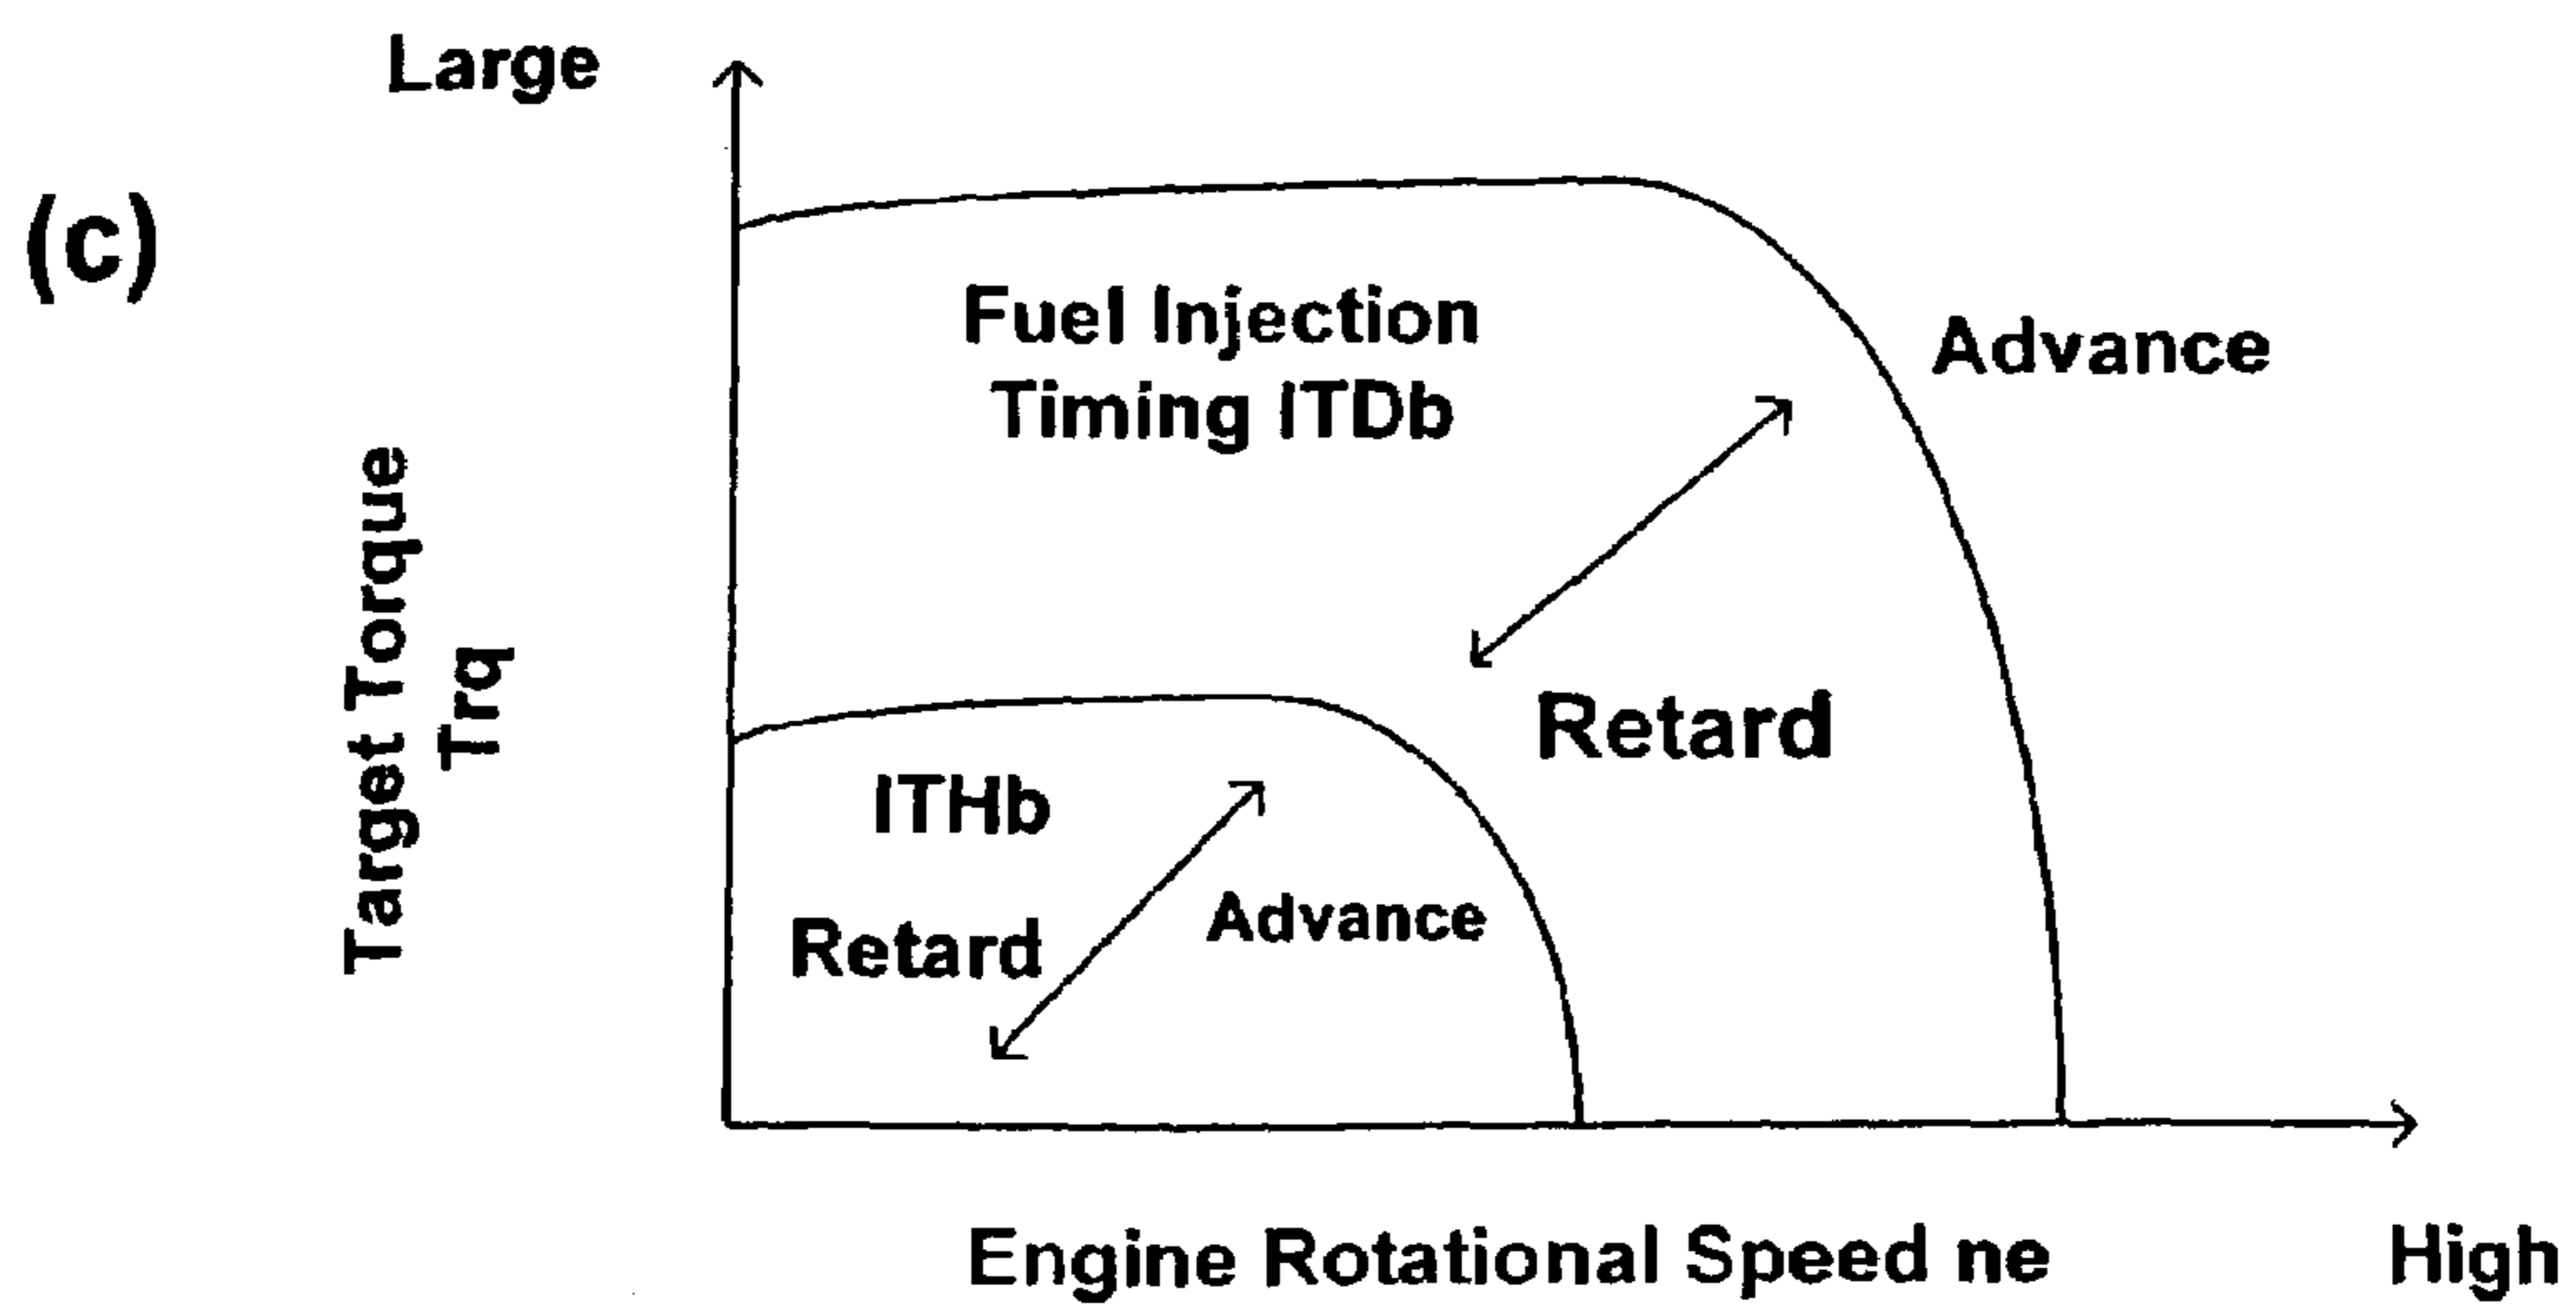 Large
(c)
Fuel Injection
Timing ITDb
Advance
Target Torque
Trq
Retard
ITHb
Advance
Retard
Engine Rotational Speed ne
High